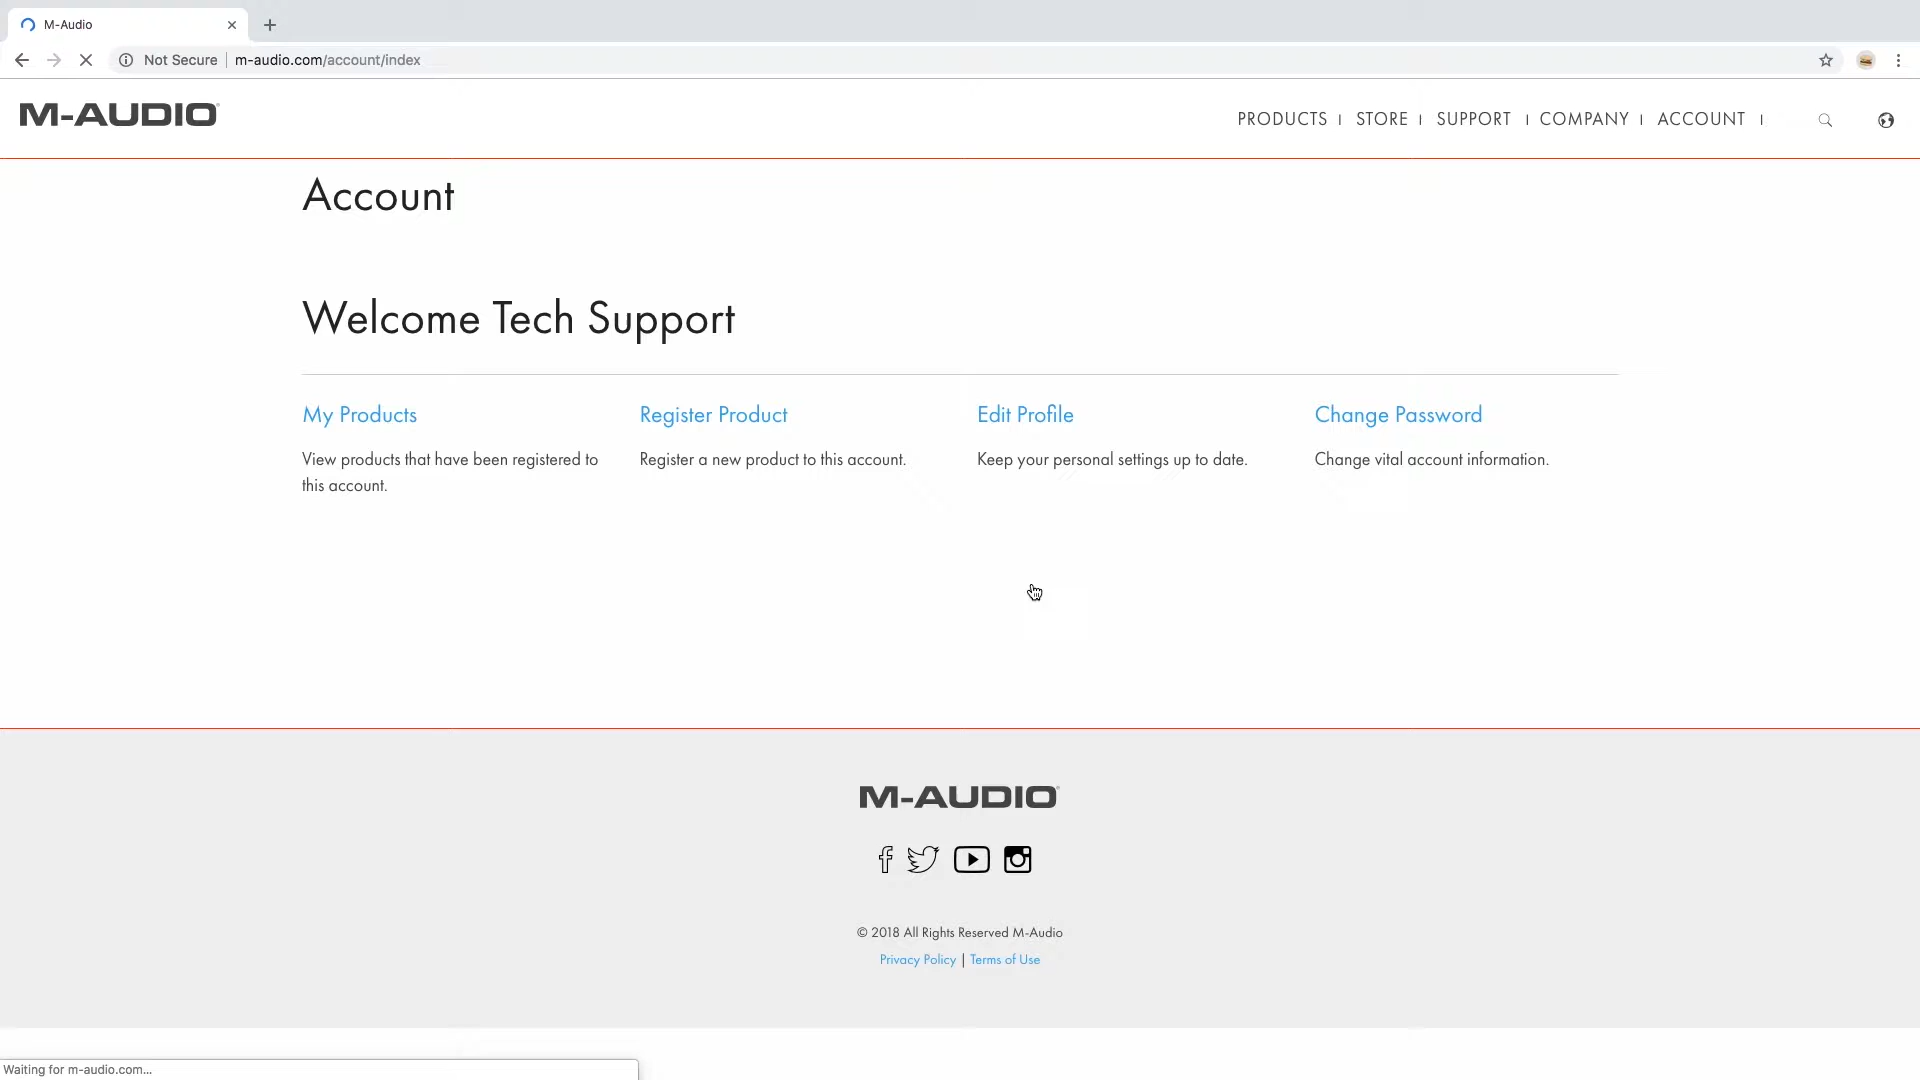 M-Audio
Not Secure
m-audio.com/account/index
M-AUDIO
PRODUCTS
STORE
SUPPORT
COMPANY
ACCOUNT
Account
Welcome Tech Support
My Products
View products that have been registered to
this account.
Register Product
Register a new product to this account.
Edit Profile
Keep your personal settings up to date.
Change Password
Change vital account information.
M-AUDIO
© 2018 All Rights Reserved M-Audio
Privacy Policy | Terms of Use
Waiting for m-audio.com...